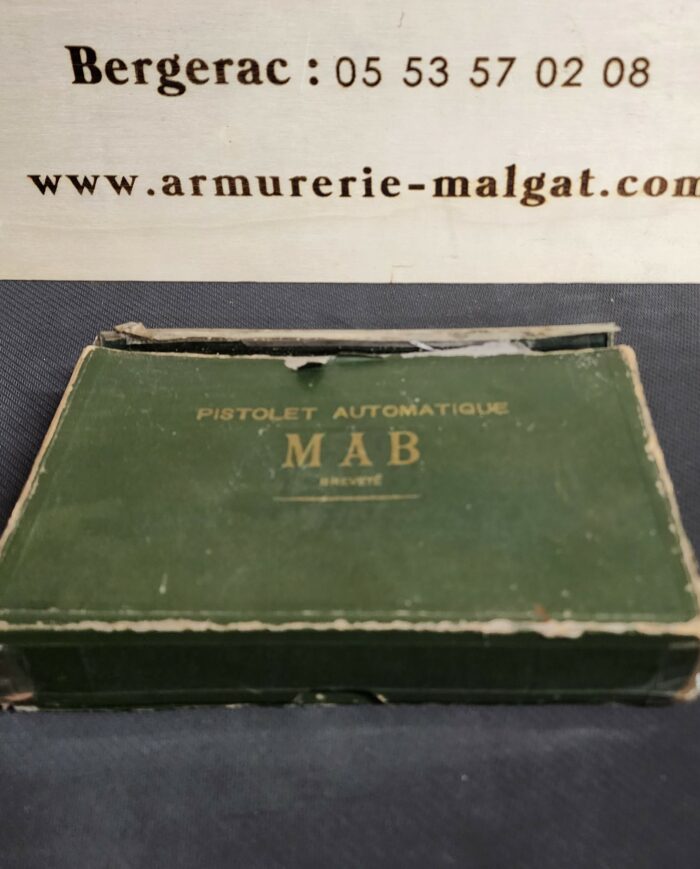 Bergerac : 05 53 57 02 08
www.armurerie-malgat.com
PISTOLET AUTOMATIQUE
MAB
BREVETÉ